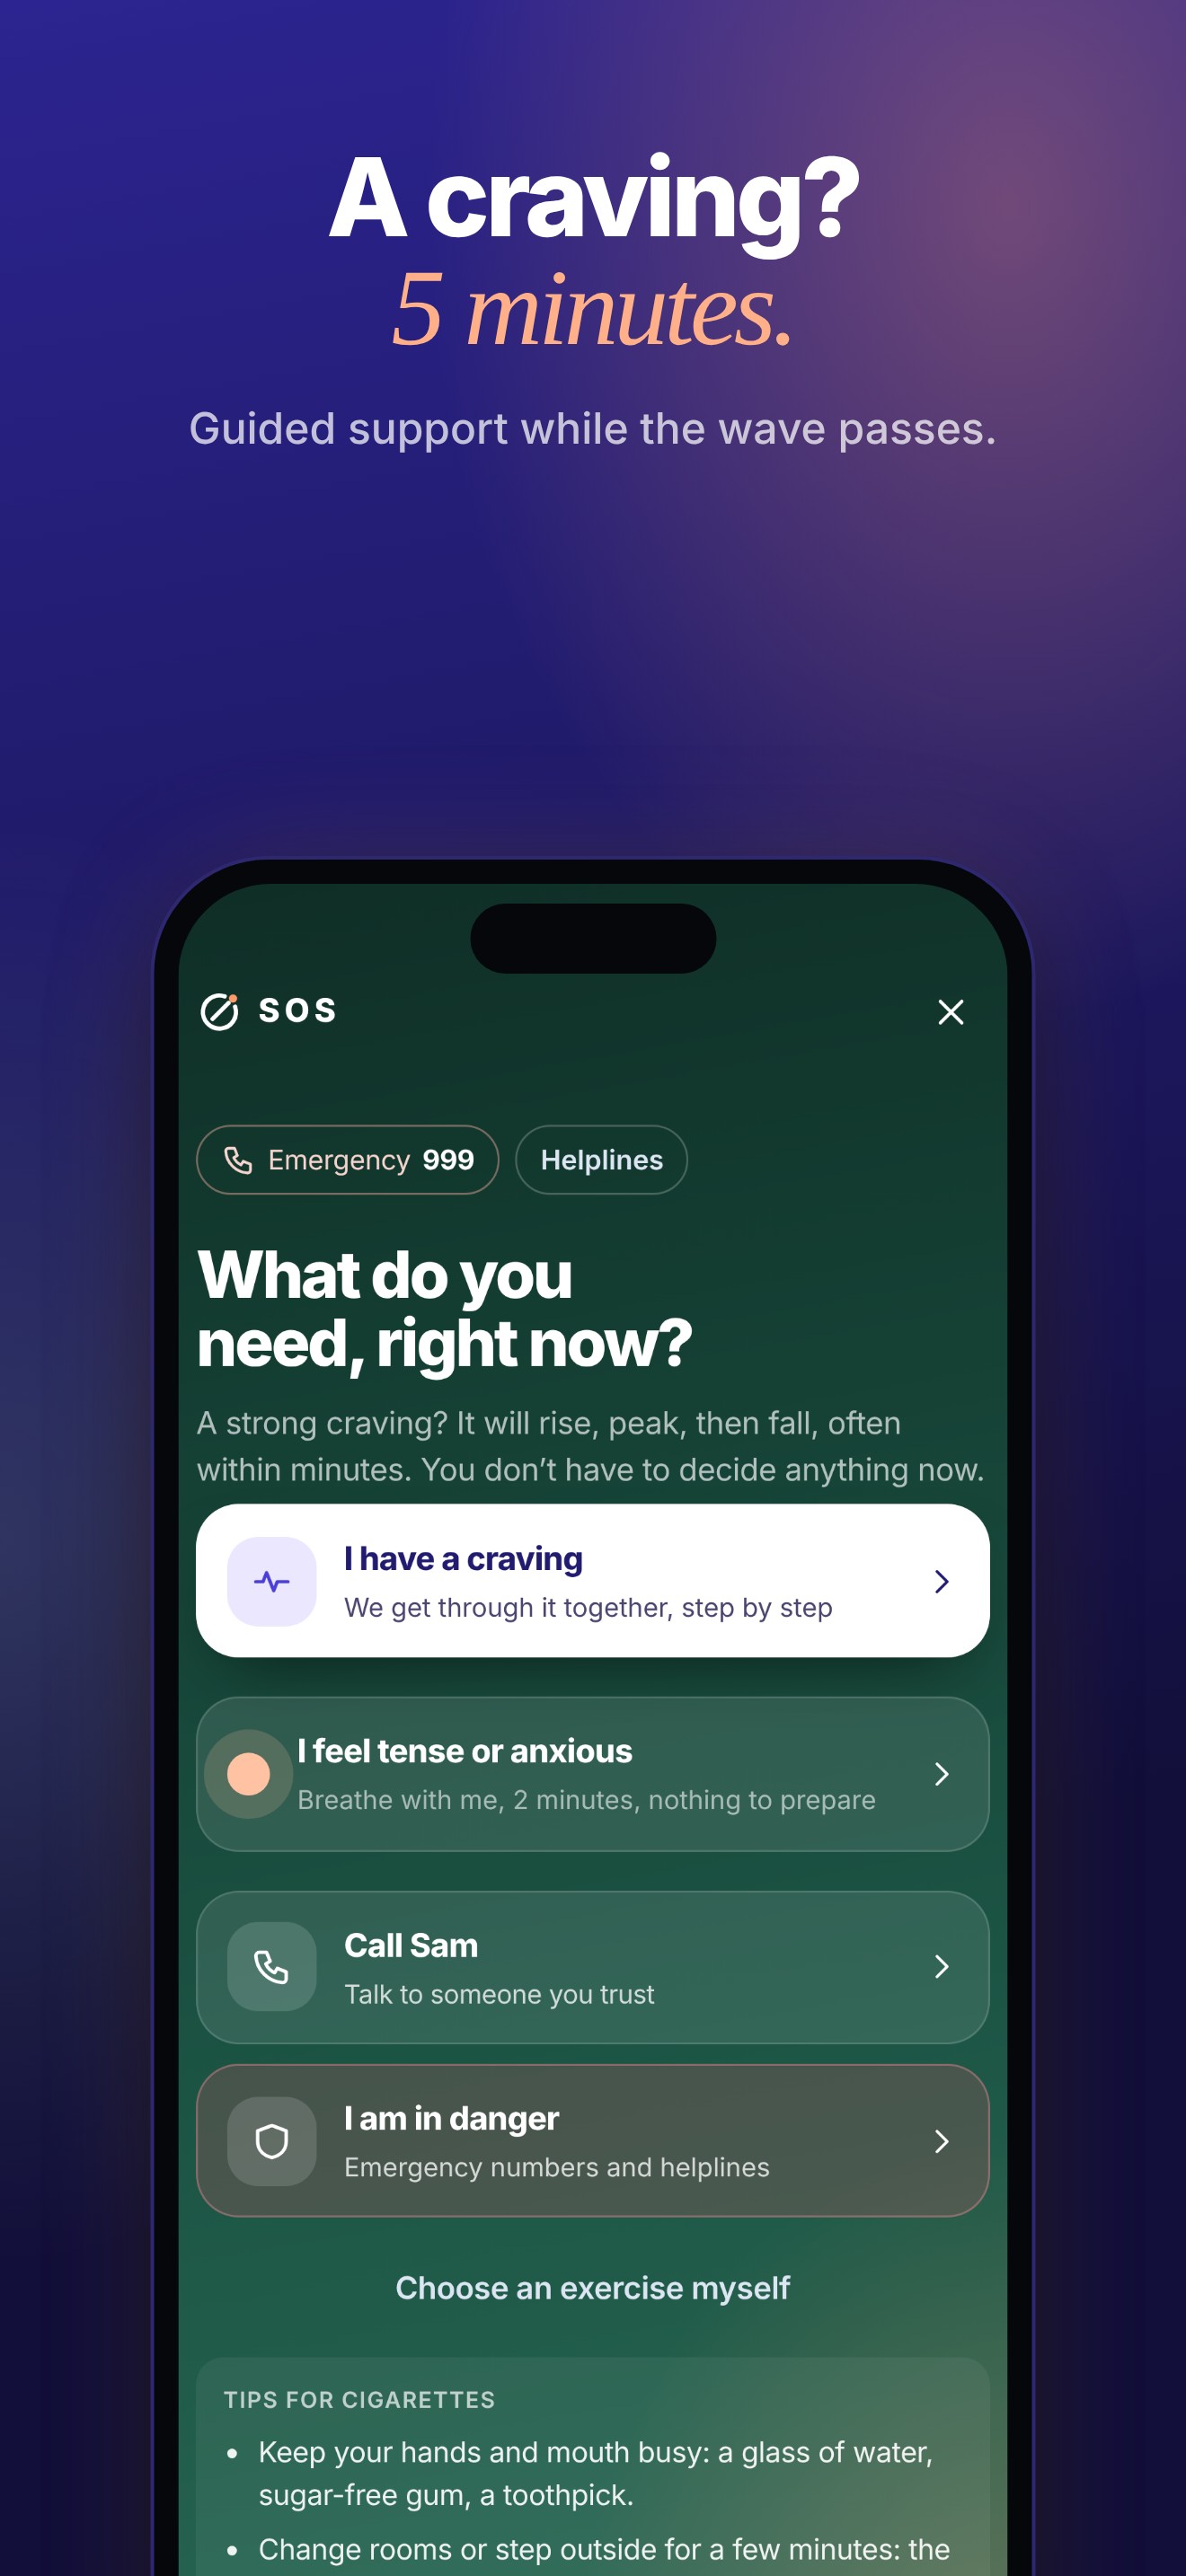 A craving?
5 minutes.
Guided support while the wave passes.
SOS
Emergency 999
Helplines
What do you
need, right now?
A strong craving? It will rise, peak, then fall, often
within minutes. You don’t have to decide anything now.
I have a craving
We get through it together, step by step
I feel tense or anxious
Breathe with me, 2 minutes, nothing to prepare
Call Sam
Talk to someone you trust
I am in danger
Emergency numbers and helplines
Choose an exercise myself
TIPS FOR CIGARETTES
• Keep your hands and mouth busy: a glass of water,
sugar-free gum, a toothpick.
• Change rooms or step outside for a few minutes: the